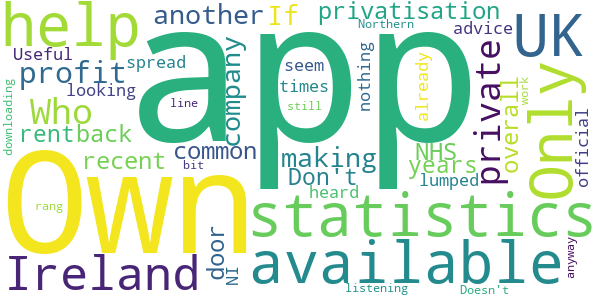 help
another
If
privatisation
Northern
UK
app
Useful
spread
profit
looking
company
seem
times
nothing
advice
already
private
overall
Only
official
downloading
Who
line
still
work
rent
back
common
making
NHS
recent
bit
Don't
years
heard
lumped
Own
rang
statistics
door
NI
available
anyway
Ireland
listening
Doesn't